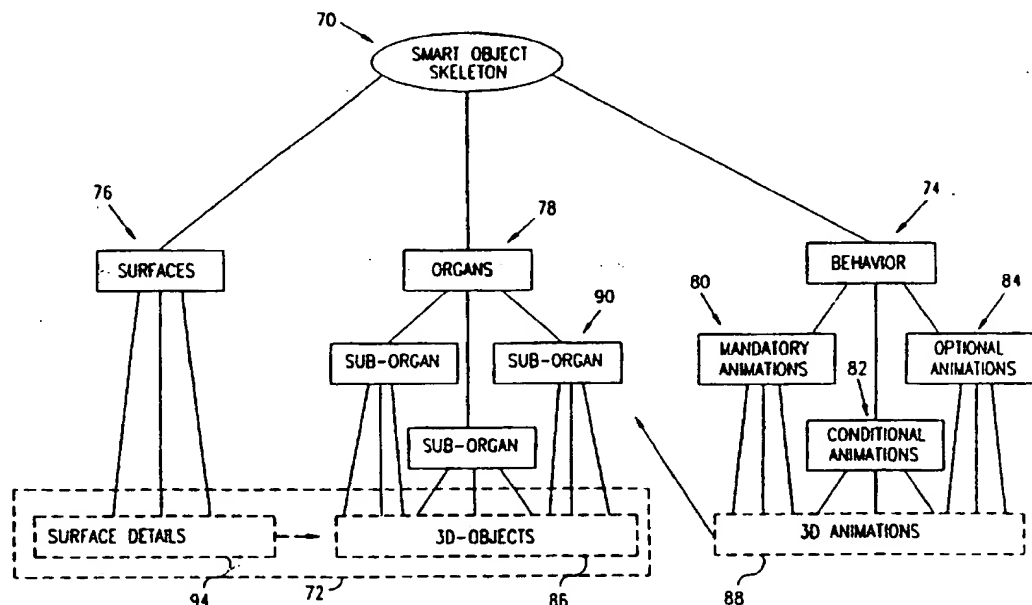 70
SMART OBJECT
SKELETON
76
78
74
SURFACES
ORGANS
BEHAVIOR
80
84
90
SUB-ORGAN
SUB-ORGAN
MANDATORY
ANIMATIONS
OPTIONAL
ANIMATIONS
82
SUB-ORGAN
CONDITIONAL
ANIMATIONS
SURFACE DETAILS
3D-OBJECTS
3D ANIMATIONS
94
72
86
88